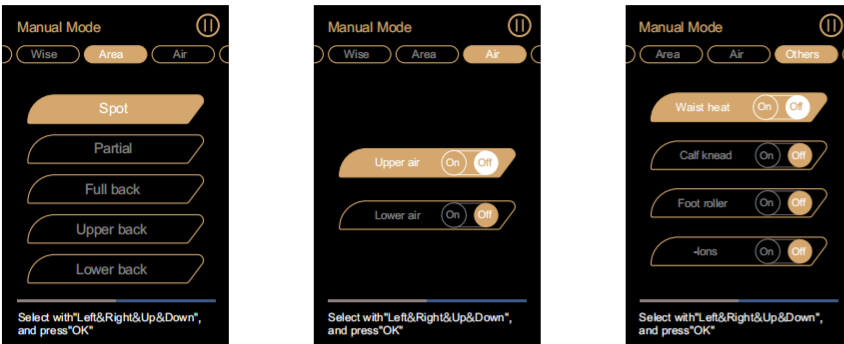 Manual Mode
Wise Area Air
Spot
Partial
Full back
Upper back
Lower back
Select with"Left&Right&Up&Down",
and press"OK"
Manual Mode
Wise Area Air
Upper air On Off
Lower air On Off
Select with"Left&Right&Up&Down",
and press"OK"
Manual Mode
Area Air Others
Waist heat On Off
Calf knead On Off
Foot roller On Off
-Ions On Off
Select with"Left&Right&Up&Down",
and press"OK"